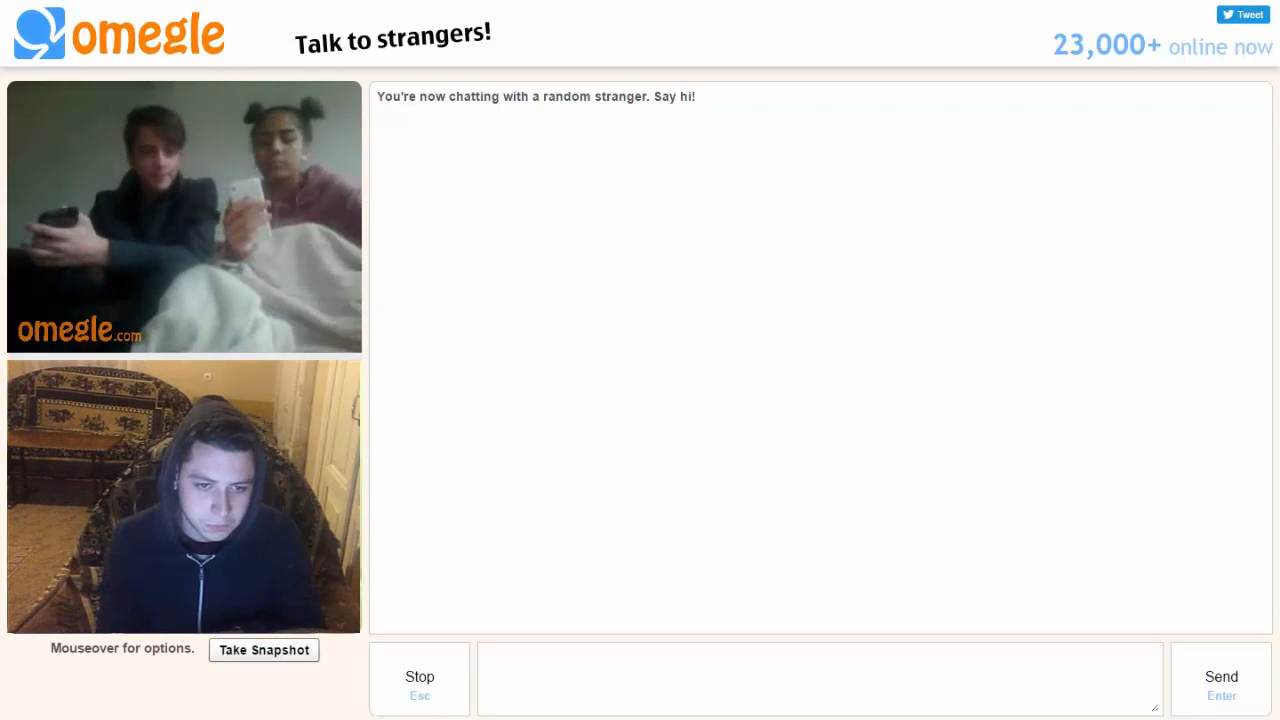 omegle
Talk to strangers!
Tweet
23,000+ online now
You're now chatting with a random stranger. Say hi!
omegle.com
Mouseover for options.
Take Snapshot
Stop
Esc
Send
Enter